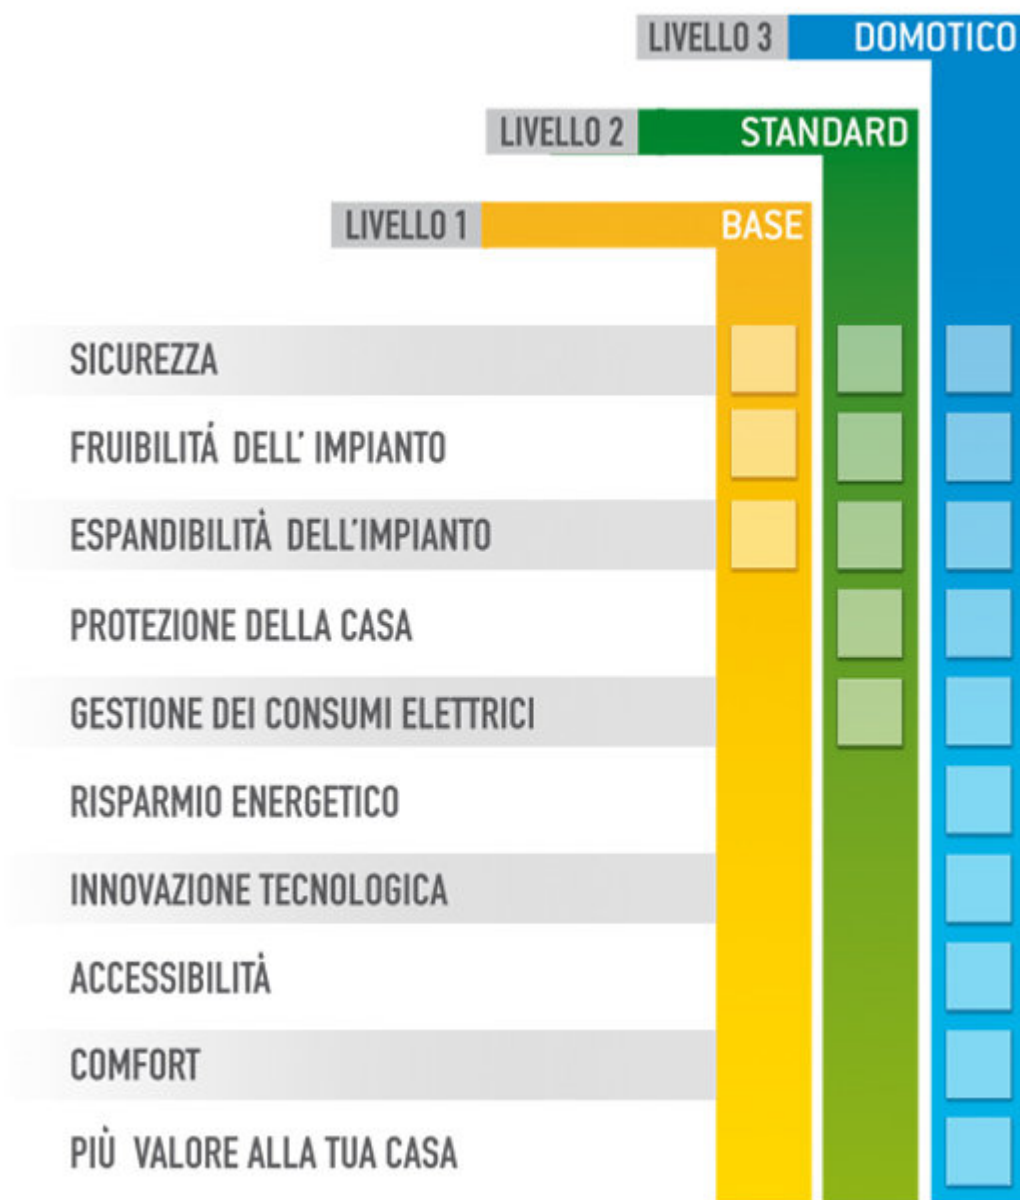 LIVELLO 3 DOMOTICO
LIVELLO 2 STANDARD
LIVELLO 1 BASE
SICUREZZA
FRUIBILITÁ DELL' IMPIANTO
ESPANDIBILITÀ DELL'IMPIANTO
PROTEZIONE DELLA CASA
GESTIONE DEI CONSUMI ELETTRICI
RISPARMIO ENERGETICO
INNOVAZIONE TECNOLOGICA
ACCESSIBILITÀ
COMFORT
PIÙ VALORE ALLA TUA CASA